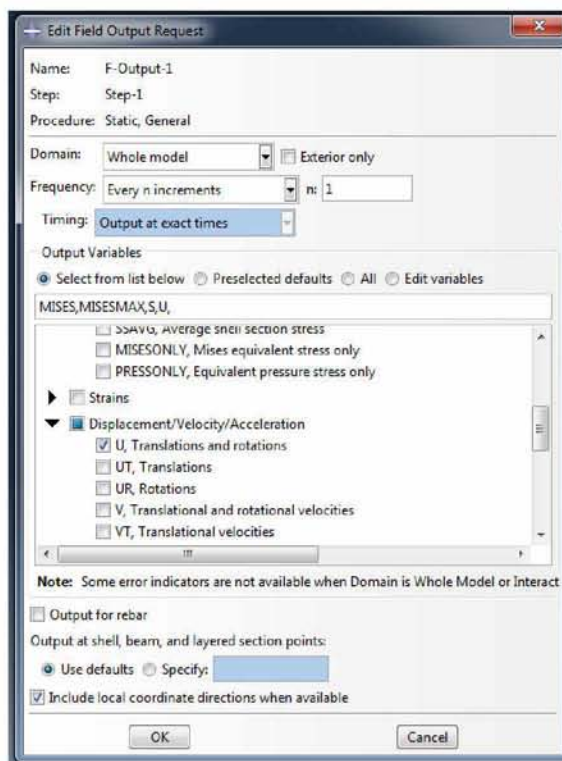 Edit Field Output Request
Name: F-Output-1
Step: Step-1
Procedure: Static, General
Domain: Whole model Exterior only
Frequency: Every n increments n: 1
Timing: Output at exact times
Output Variables
Select from list below Preselected defaults All Edit variables
MISES,MISESMAX,S,U,
SSAVG, Average shell section stress
MISESONLY, Mises equivalent stress only
PRESSONLY, Equivalent pressure stress only
Strains
Displacement/Velocity/Acceleration
U, Translations and rotations
UT, Translations
UR, Rotations
V, Translational and rotational velocities
VT, Translational velocities
Note: Some error indicators are not available when Domain is Whole Model or Interact
Output for rebar
Output at shell, beam, and layered section points:
Use defaults Specify:
Include local coordinate directions when available
OK Cancel